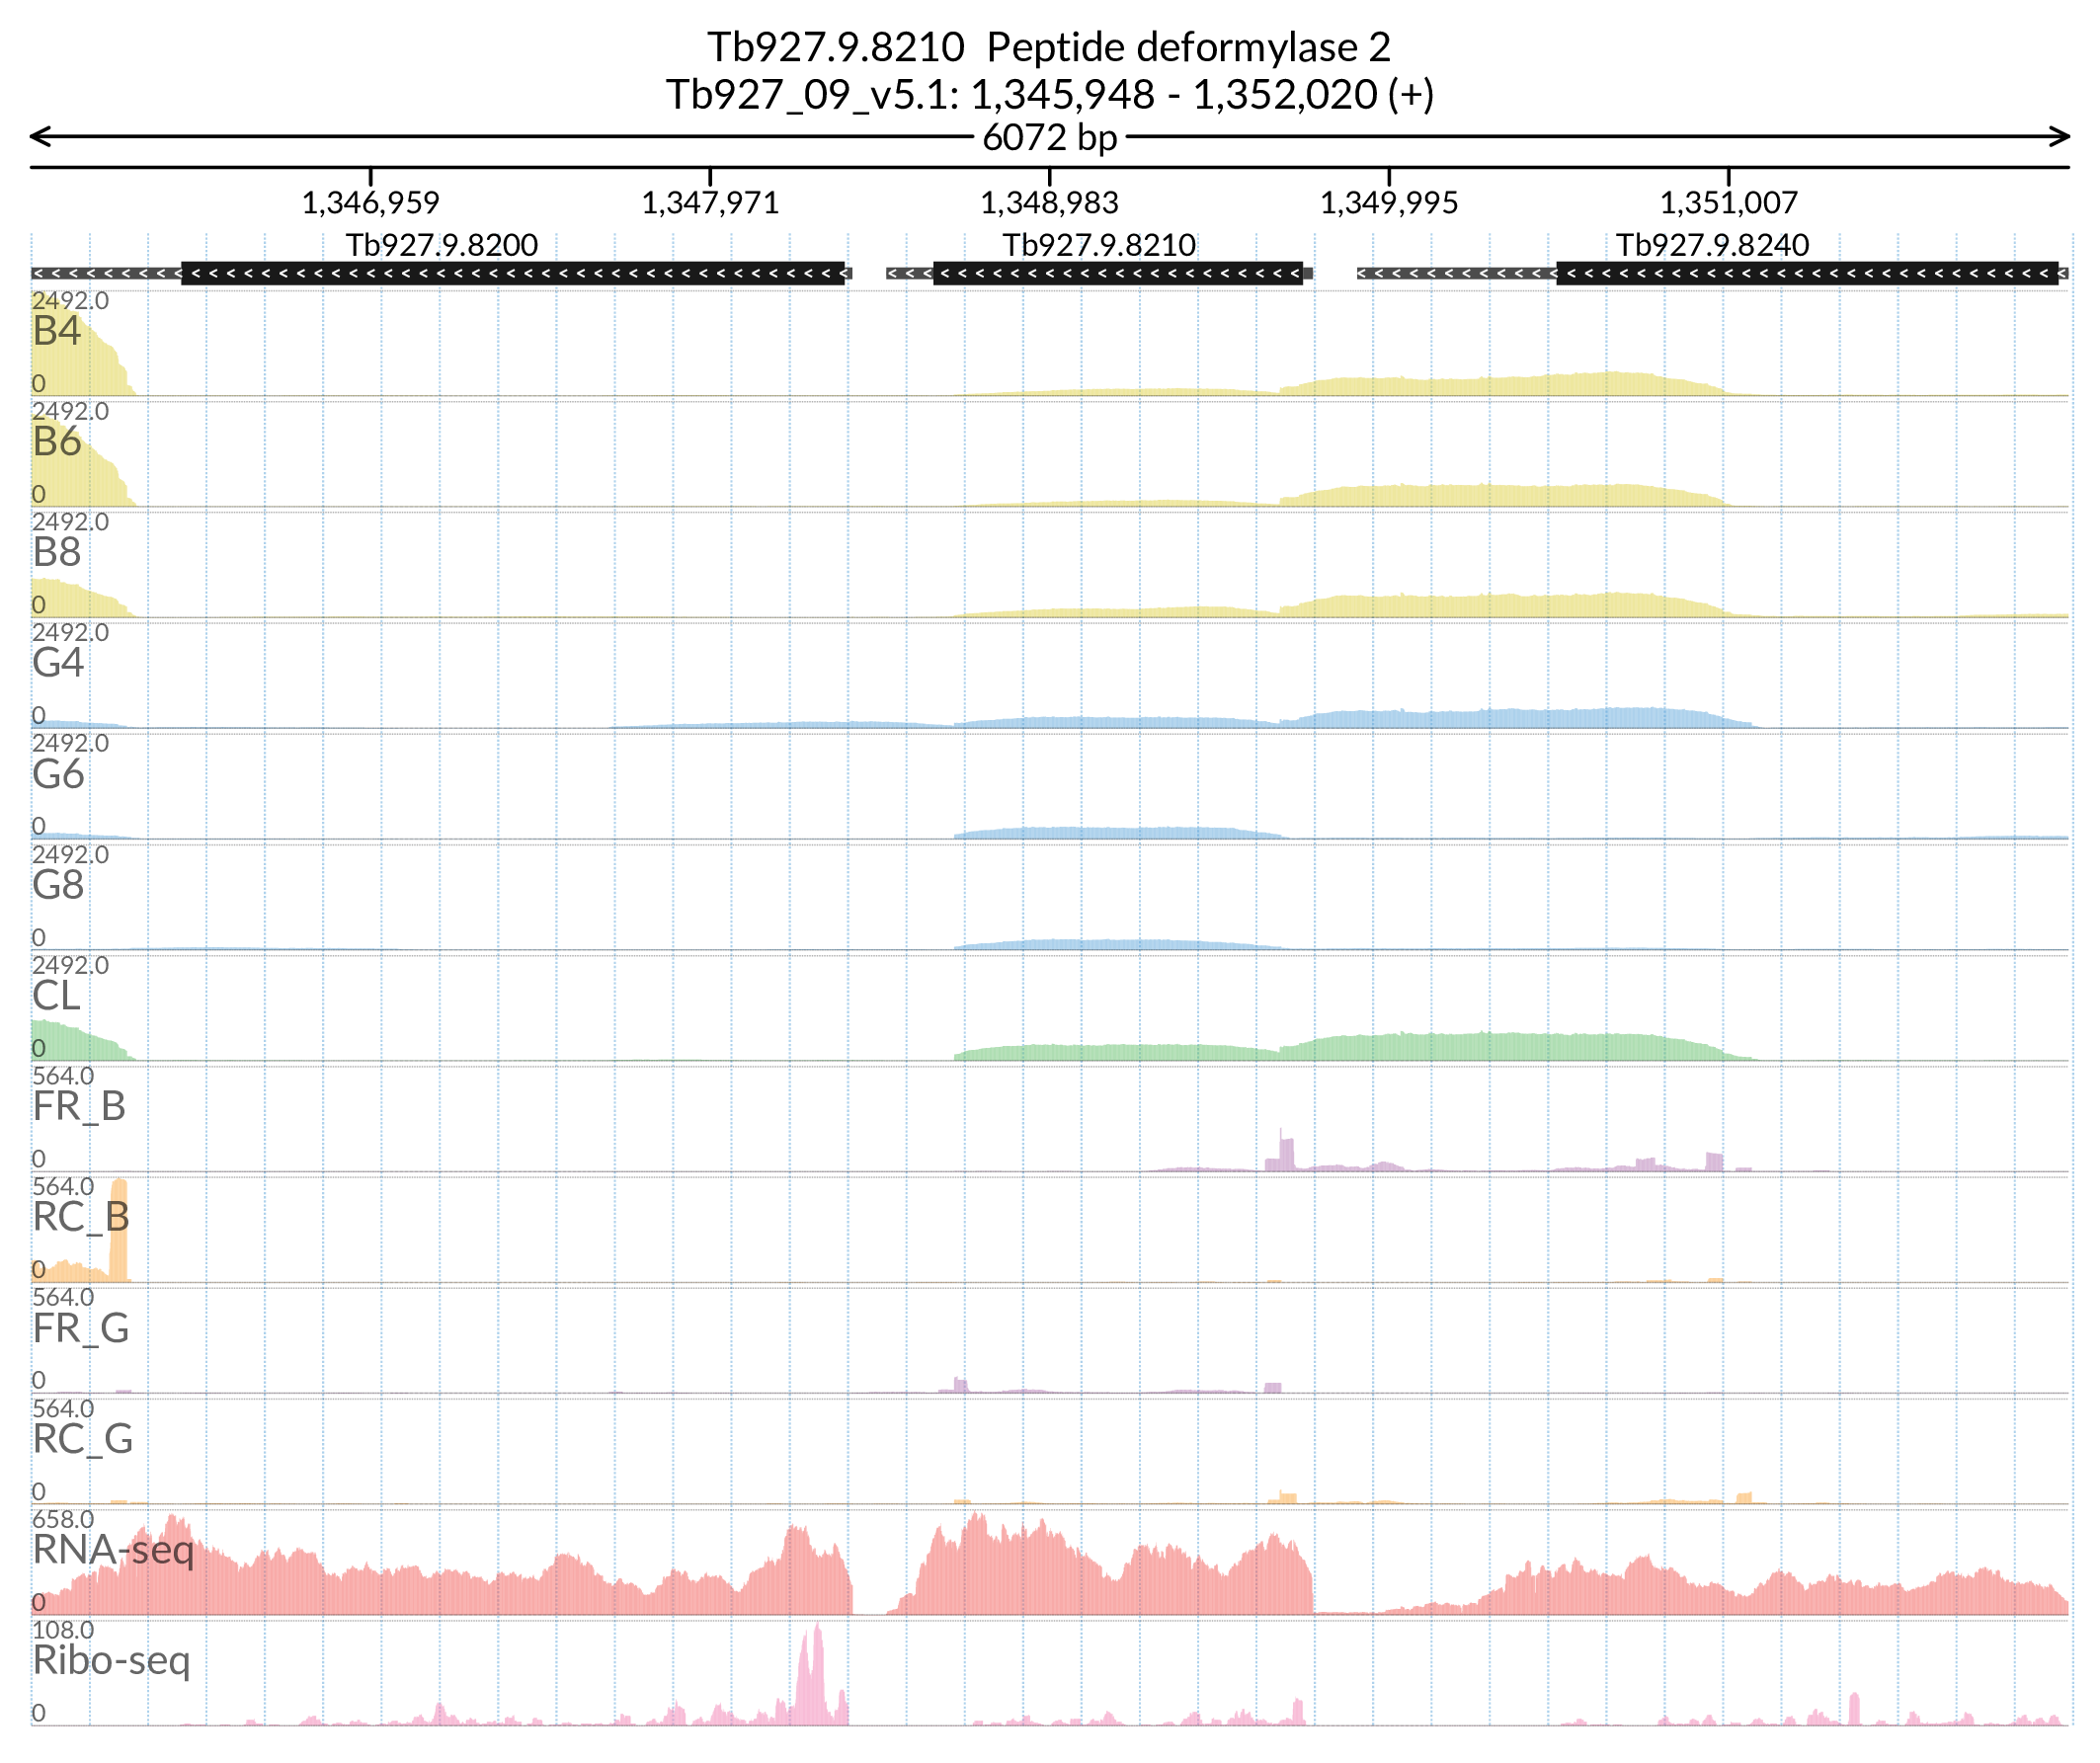 Tb927.9.8210  Peptide deformylase 2
Tb927_09_v5.1: 1,345,948 - 1,352,020 (+)
6072 bp
1,346,959 1,347,971 1,348,983 1,349,995 1,351,007
Tb927.9.8200 Tb927.9.8210 Tb927.9.8240
2492.0
B4
0
2492.0
B6
0
2492.0
B8
0
2492.0
G4
0
2492.0
G6
0
2492.0
G8
0
2492.0
CL
0
564.0
FR_B
0
564.0
RC_B
0
564.0
FR_G
0
564.0
RC_G
0
658.0
RNA-seq
0
108.0
Ribo-seq
0